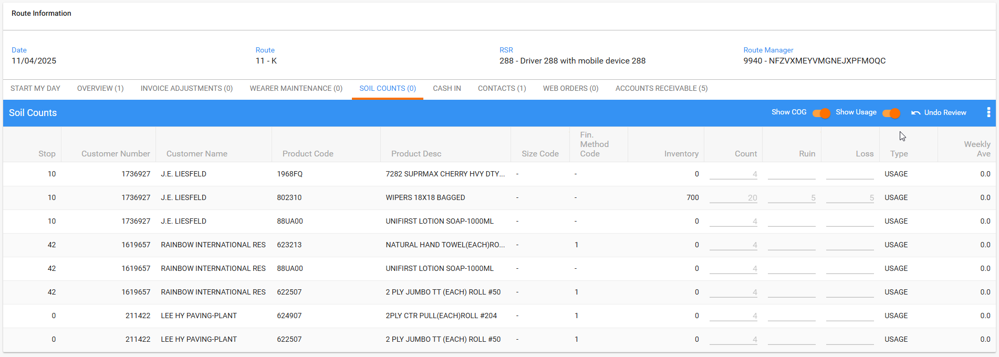 Route Information
Date Route RSR Route Manager
11/04/2025 11 - K 288 - Driver 288 with mobile device 288 9940 - NFZVXMEYVMGNEJXPFMOQC
START MY DAY OVERVIEW (1) INVOICE ADJUSTMENTS (0) WEARER MAINTENANCE (0) SOIL COUNTS (0) CASH IN CONTACTS (1) WEB ORDERS (0) ACCOUNTS RECEIVABLE (5)
Soil Counts Show COG Show Usage Undo Review
Stop Customer Number Customer Name Product Code Product Desc Size Code Fin. Method Code Inventory Count Ruin Loss Type Weekly Ave
10 1736927 J.E. LIESFELD 1968FQ 7282 SUPRMAX CHERRY HVY DTY... - - 0 4 USAGE 0.0
10 1736927 J.E. LIESFELD 802310 WIPERS 18X18 BAGGED - - 700 20 5 5 USAGE 0.0
10 1736927 J.E. LIESFELD 88UA00 UNIFIRST LOTION SOAP-1000ML - - 0 4 USAGE 0.0
42 1619657 RAINBOW INTERNATIONAL RES 623213 NATURAL HAND TOWEL(EACH)RO... - 1 0 4 USAGE 0.0
42 1619657 RAINBOW INTERNATIONAL RES 88UA00 UNIFIRST LOTION SOAP-1000ML - - 0 4 USAGE 0.0
42 1619657 RAINBOW INTERNATIONAL RES 622507 2 PLY JUMBO TT (EACH) ROLL #50 - 1 0 4 USAGE 0.0
0 211422 LEE HY PAVING-PLANT 624907 2PLY CTR PULL(EACH)ROLL #204 - 1 0 4 USAGE 0.0
0 211422 LEE HY PAVING-PLANT 622507 2 PLY JUMBO TT (EACH) ROLL #50 - 1 0 4 USAGE 0.0